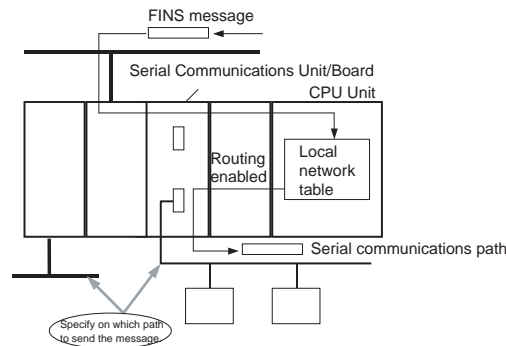 FINS message
Serial Communications Unit/Board
CPU Unit
Routing
enabled
Local
network
table
Serial communications path
Specify on which path
to send the message.